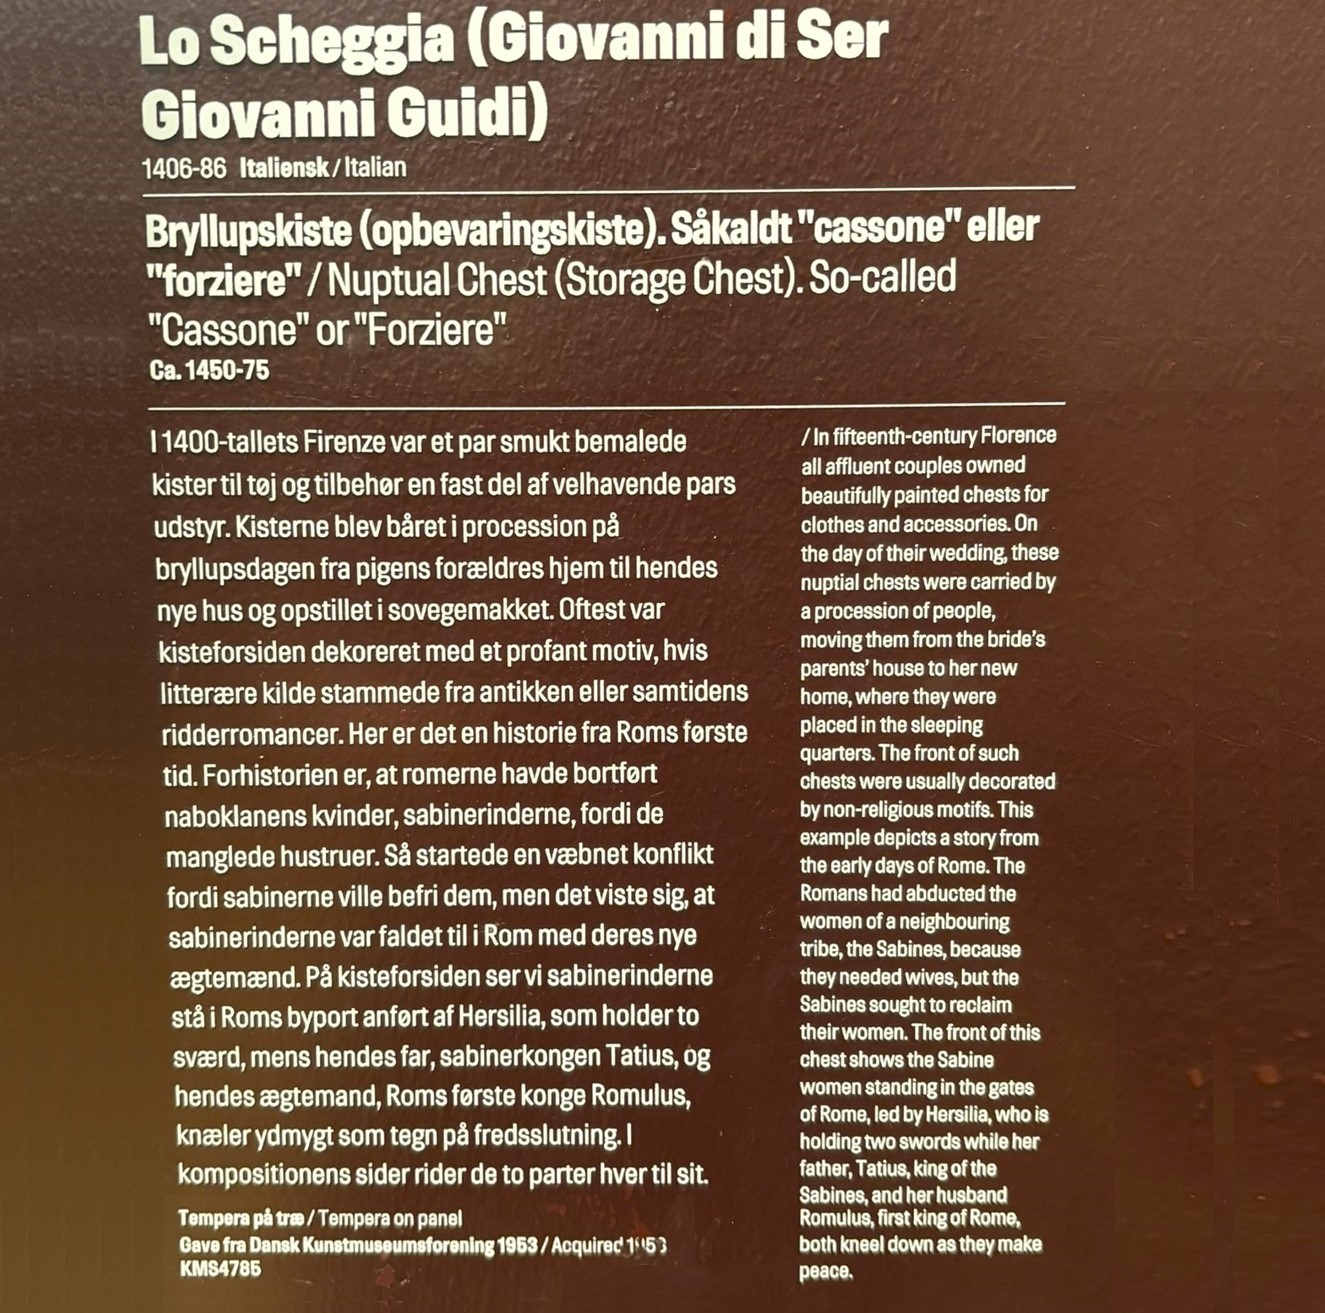 Lo Scheggia (Giovanni di Ser
Giovanni Guidi)
1406-86 Italiensk / Italian
Bryllupskiste (opbevaringskiste). Såkaldt "cassone" eller
"forziere" / Nuptual Chest (Storage Chest). So-called
"Cassone" or "Forziere"
Ca. 1450-75
I 1400-tallets Firenze var et par smukt bemalede
kister til tøj og tilbehør en fast del af velhavende pars
udstyr. Kisterne blev båret i procession på
bryllupsdagen fra pigens forældres hjem til hendes
nye hus og opstillet i sovegemakket. Oftest var
kisteforsiden dekoreret med et profant motiv, hvis
litterære kilde stammede fra antikken eller samtidens
ridderromancer. Her er det en historie fra Roms første
tid. Forhistorien er, at romerne havde bortført
naboklanens kvinder, sabinerinderne, fordi de
manglede hustruer. Så startede en væbnet konflikt
fordi sabinerne ville befri dem, men det viste sig, at
sabinerinderne var faldet til i Rom med deres nye
ægtemænd. På kisteforsiden ser vi sabinerinderne
stå i Roms byport anført af Hersilia, som holder to
sværd, mens hendes far, sabinerkongen Tatius, og
hendes ægtemand, Roms første konge Romulus,
knæler ydmygt som tegn på fredsslutning. I
kompositionens sider rider de to parter hver til sit.
Tempera på træ / Tempera on panel
Gave fra Dansk Kunstmuseumsforening 1953 / Acquired 1953
KMS4785
/ In fifteenth-century Florence
all affluent couples owned
beautifully painted chests for
clothes and accessories. On
the day of their wedding, these
nuptial chests were carried by
a procession of people,
moving them from the bride's
parents' house to her new
home, where they were
placed in the sleeping
quarters. The front of such
chests were usually decorated
by non-religious motifs. This
example depicts a story from
the early days of Rome. The
Romans had abducted the
women of a neighbouring
tribe, the Sabines, because
they needed wives, but the
Sabines sought to reclaim
their women. The front of this
chest shows the Sabine
women standing in the gates
of Rome, led by Hersilia, who is
holding two swords while her
father, Tatius, king of the
Sabines, and her husband
Romulus, first king of Rome,
both kneel down as they make
peace.